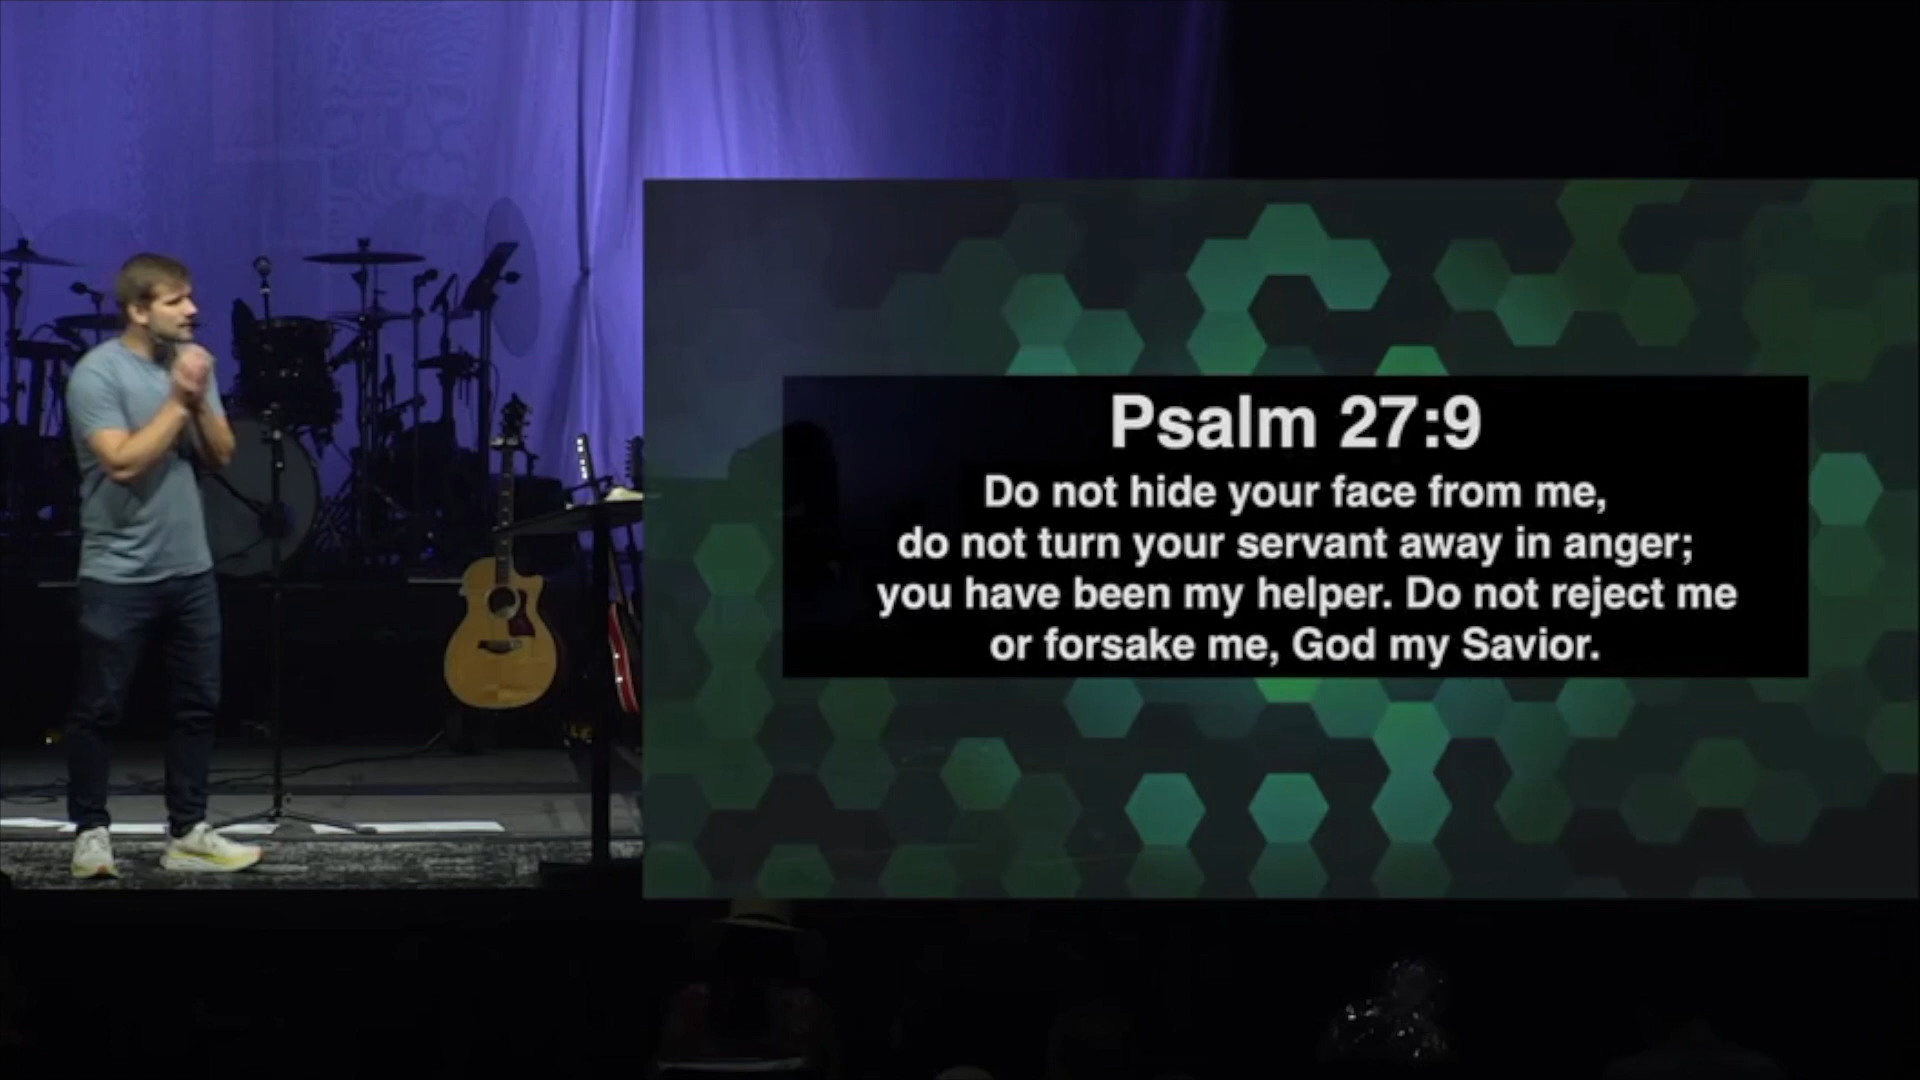 Psalm 27:9
Do not hide your face from me,
do not turn your servant away in anger;
you have been my helper. Do not reject me
or forsake me, God my Savior.